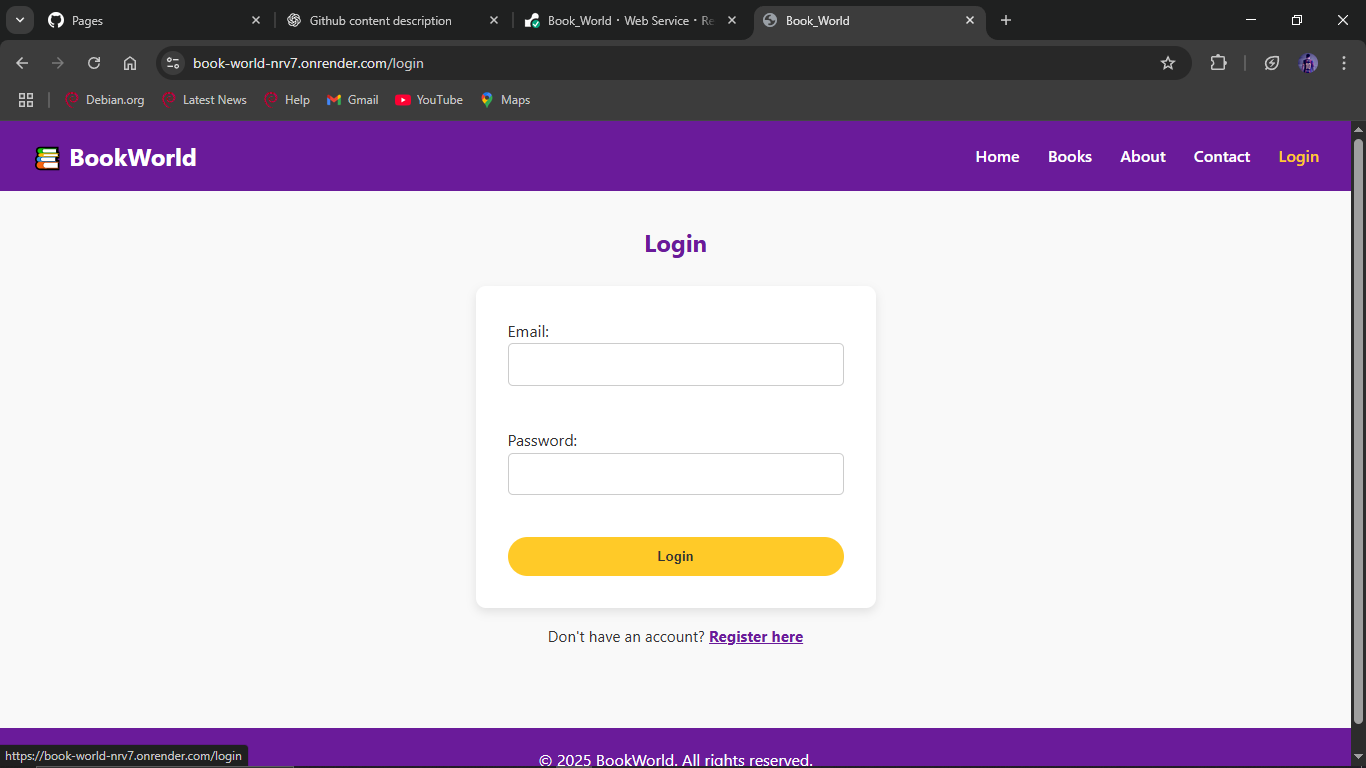 Pages
Github content description
Book_World · Web Service · Re
Book_World
book-world-nrv7.onrender.com/login
Debian.org
Latest News
Help
Gmail
YouTube
Maps
BookWorld
Home
Books
About
Contact
Login
Login
Email:
Password:
Login
Don't have an account? Register here
https://book-world-nrv7.onrender.com/login
© 2025 BookWorld. All rights reserved.